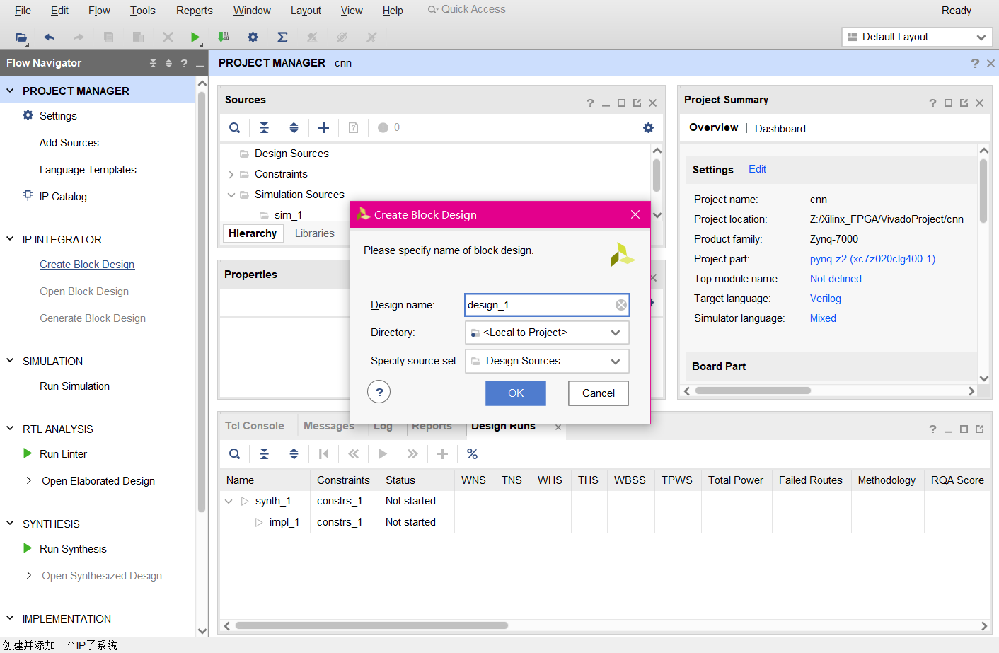 File Edit Flow Tools Reports Window Layout View Help Quick Access Ready
Default Layout
Flow Navigator
PROJECT MANAGER
Settings
Add Sources
Language Templates
IP Catalog
IP INTEGRATOR
Create Block Design
Open Block Design
Generate Block Design
SIMULATION
Run Simulation
RTL ANALYSIS
Run Linter
Open Elaborated Design
SYNTHESIS
Run Synthesis
Open Synthesized Design
IMPLEMENTATION
PROJECT MANAGER - cnn
Sources
0
Design Sources
Constraints
Simulation Sources
sim_1
Hierarchy Libraries
Properties
Create Block Design
Please specify name of block design.
Design name: design_1
Directory: <Local to Project>
Specify source set: Design Sources
? OK Cancel
Project Summary
Overview | Dashboard
Settings Edit
Project name: cnn
Project location: Z:/Xilinx_FPGA/VivadoProject/cnn
Product family: Zynq-7000
Project part: pynq-z2 (xc7z020clg400-1)
Top module name: Not defined
Target language: Verilog
Simulator language: Mixed
Board Part
Tcl Console Messages Log Reports Design Runs
Name Constraints Status WNS TNS WHS THS WBSS TPWS Total Power Failed Routes Methodology RQA Score
synth_1 constrs_1 Not started
impl_1 constrs_1 Not started
创建并添加一个IP子系统